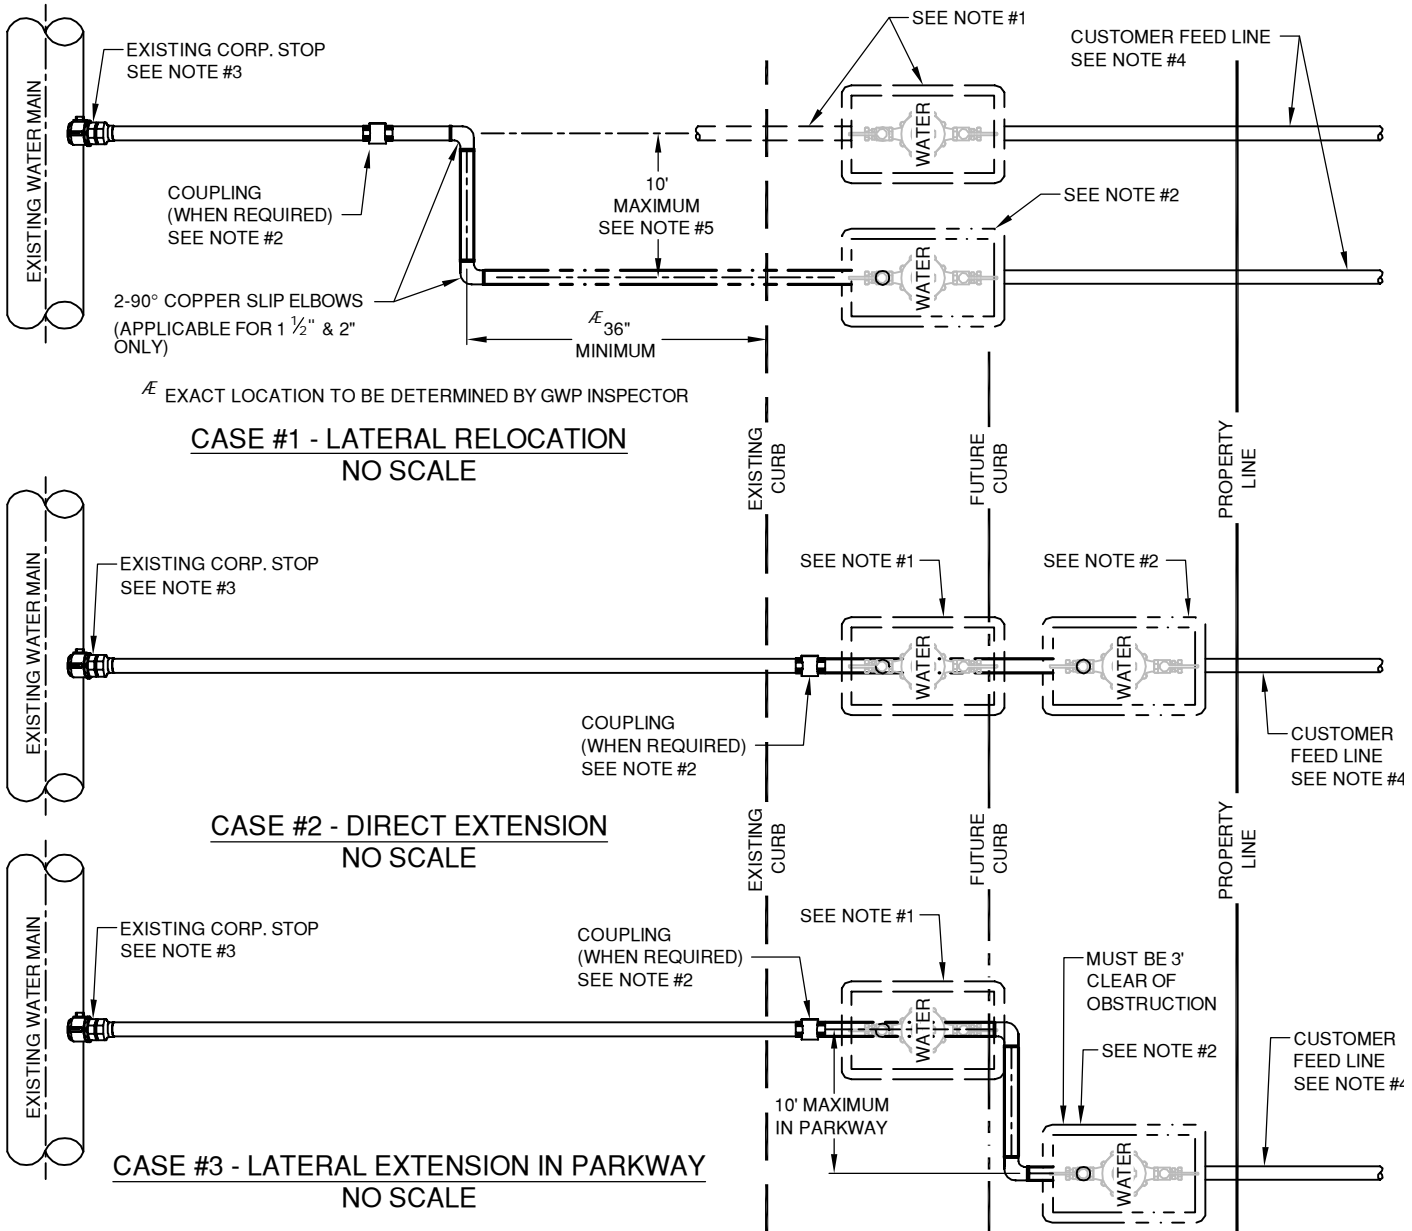 SEE NOTE #1
EXISTING CORP. STOP
SEE NOTE #3
CUSTOMER FEED LINE
SEE NOTE #4
EXISTING WATER MAIN
WATER
COUPLING
(WHEN REQUIRED)
SEE NOTE #2
10'
MAXIMUM
SEE NOTE #5
SEE NOTE #2
WATER
2-90° COPPER SLIP ELBOWS
(APPLICABLE FOR 1 ½" & 2"
ONLY)
Æ 36"
MINIMUM
Æ EXACT LOCATION TO BE DETERMINED BY GWP INSPECTOR
CASE #1 - LATERAL RELOCATION
NO SCALE
EXISTING
CURB
FUTURE
CURB
PROPERTY
LINE
EXISTING WATER MAIN
EXISTING CORP. STOP
SEE NOTE #3
SEE NOTE #1
SEE NOTE #2
WATER
WATER
COUPLING
(WHEN REQUIRED)
SEE NOTE #2
CUSTOMER
FEED LINE
SEE NOTE #4
CASE #2 - DIRECT EXTENSION
NO SCALE
EXISTING
CURB
FUTURE
CURB
PROPERTY
LINE
EXISTING WATER MAIN
EXISTING CORP. STOP
SEE NOTE #3
COUPLING
(WHEN REQUIRED)
SEE NOTE #2
SEE NOTE #1
WATER
MUST BE 3'
CLEAR OF
OBSTRUCTION
SEE NOTE #2
CUSTOMER
FEED LINE
SEE NOTE #4
10' MAXIMUM
IN PARKWAY
WATER
CASE #3 - LATERAL EXTENSION IN PARKWAY
NO SCALE